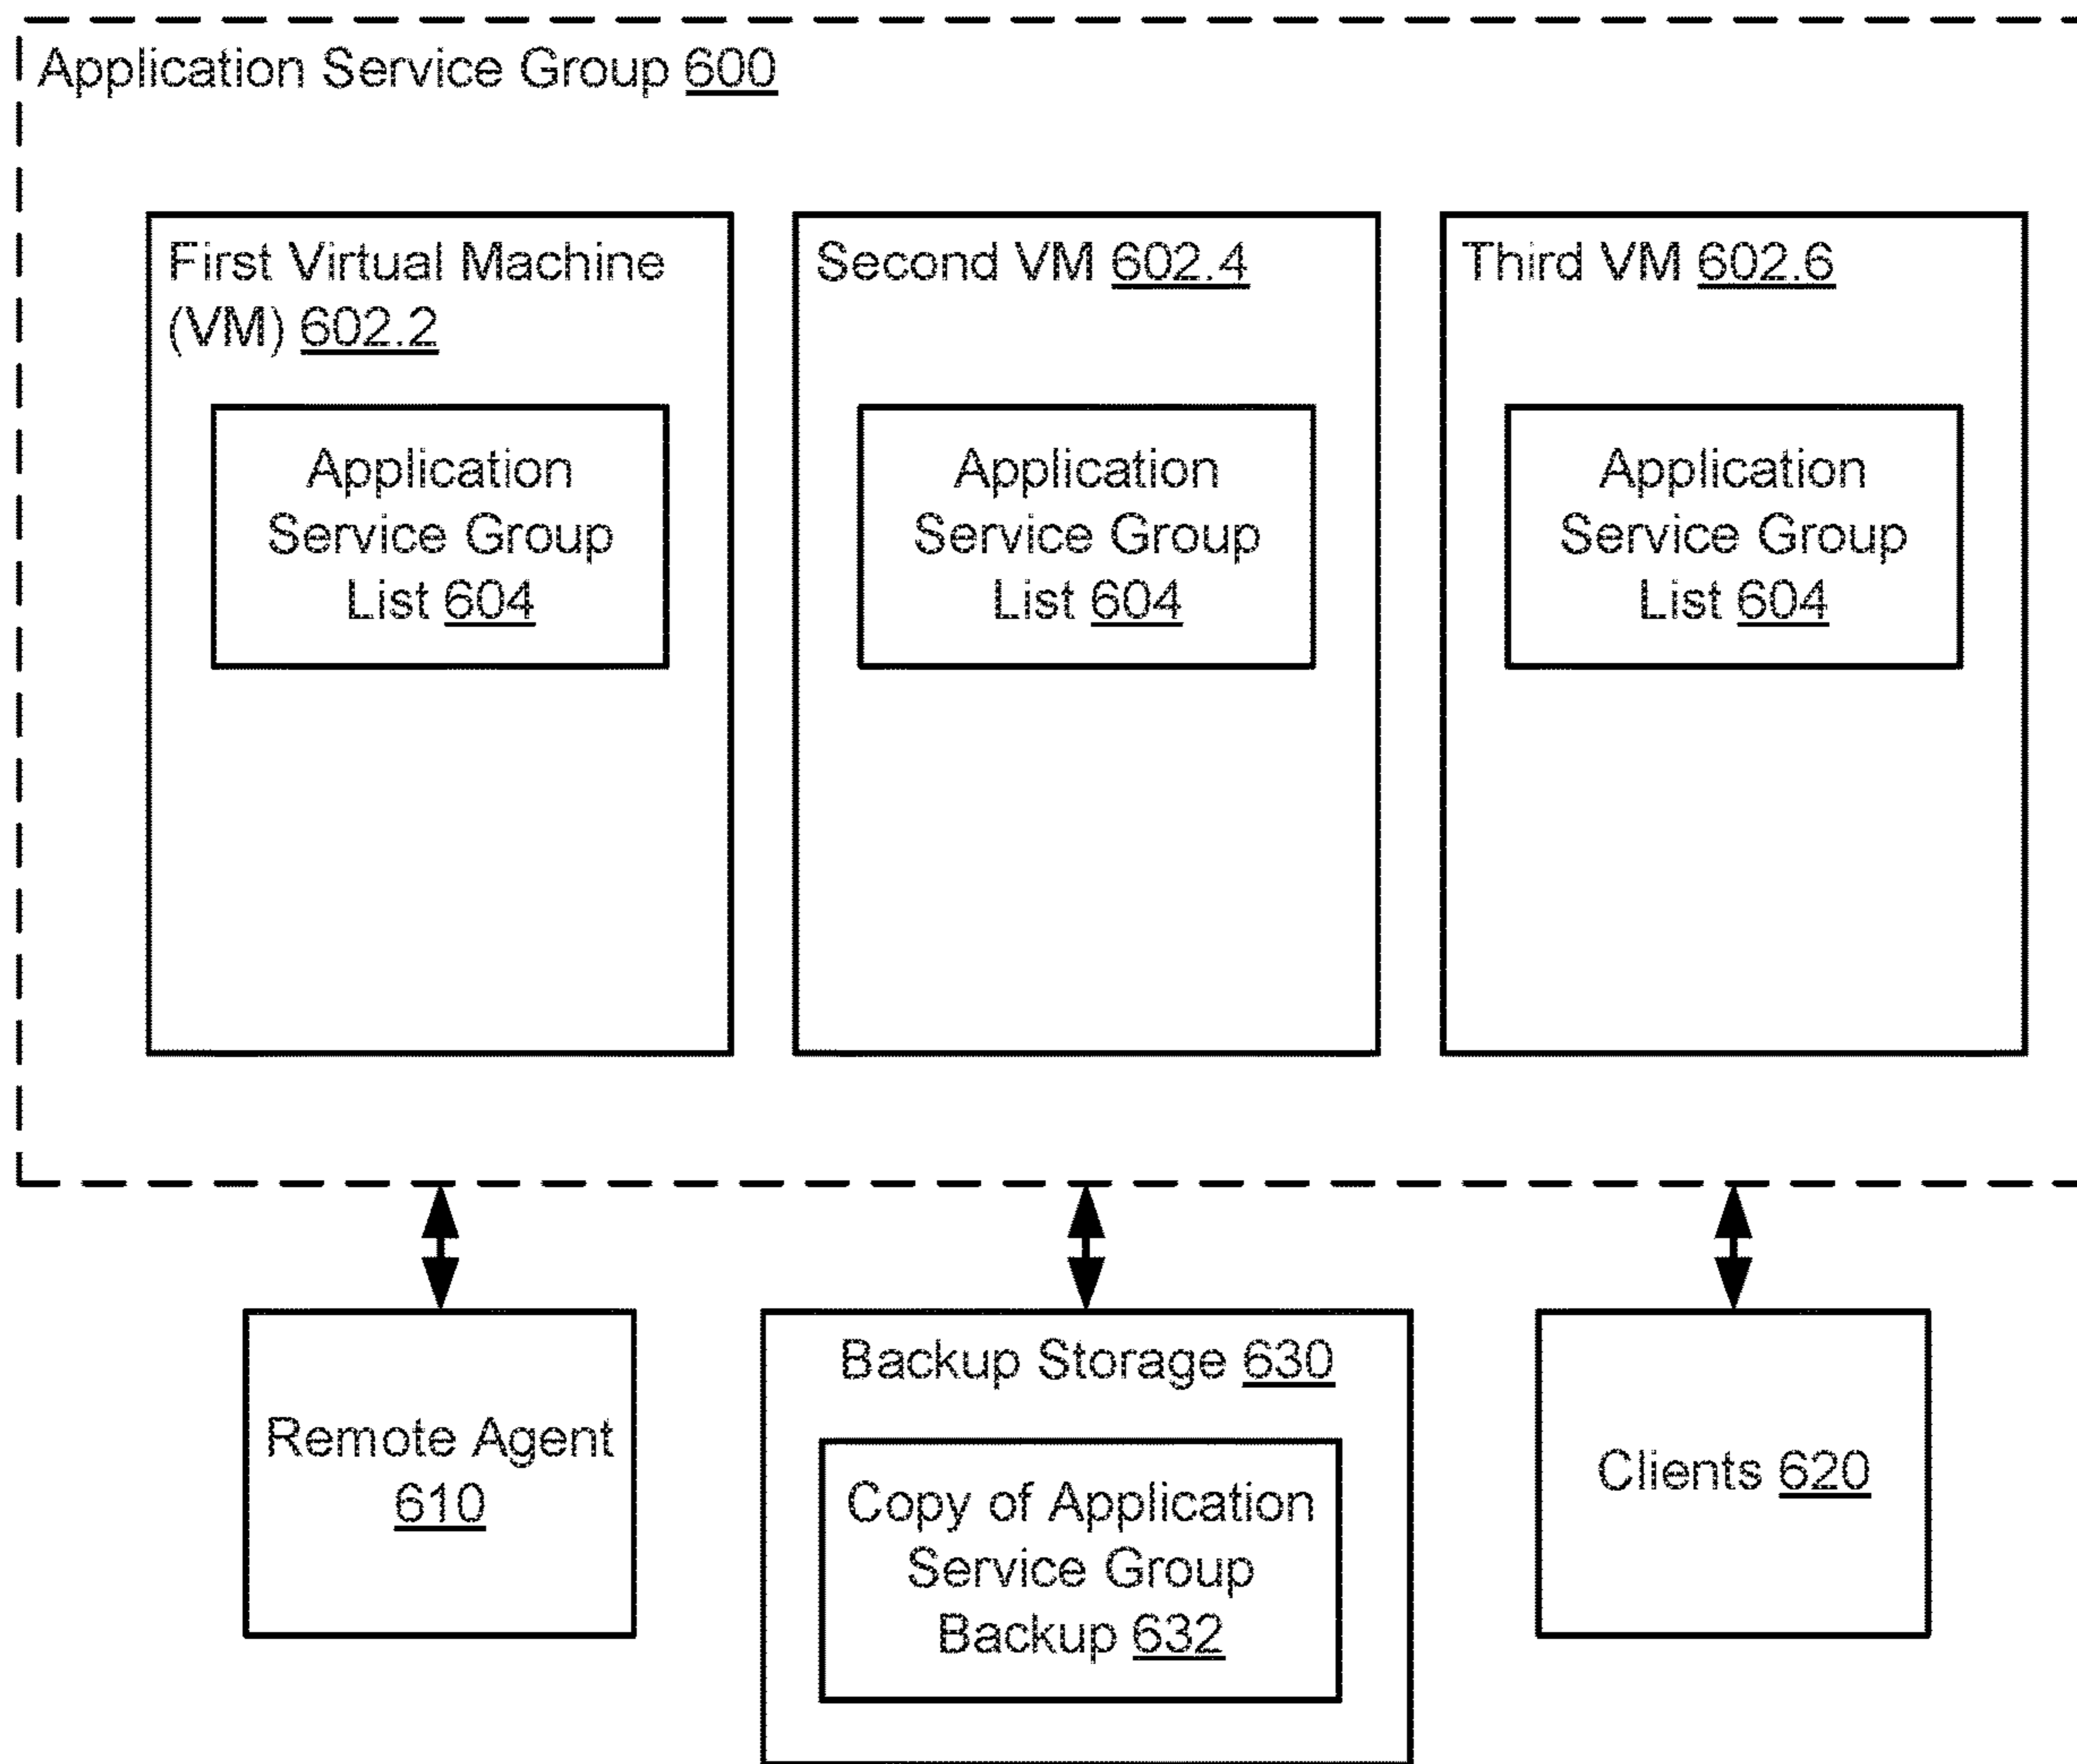 Application Service Group 600
First Virtual Machine
(VM) 602.2
Application
Service Group
List 604
Second VM 602.4
Application
Service Group
List 604
Third VM 602.6
Application
Service Group
List 604
Remote Agent
610
Backup Storage 630
Copy of Application
Service Group
Backup 632
Clients 620